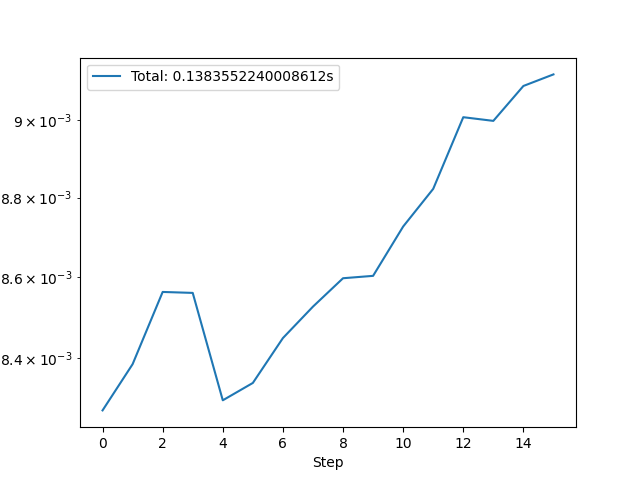 Total: 0.1383552240008612s
9 × 10⁻³
8.8 × 10⁻³
8.6 × 10⁻³
8.4 × 10⁻³
0 2 4 6 8 10 12 14
Step